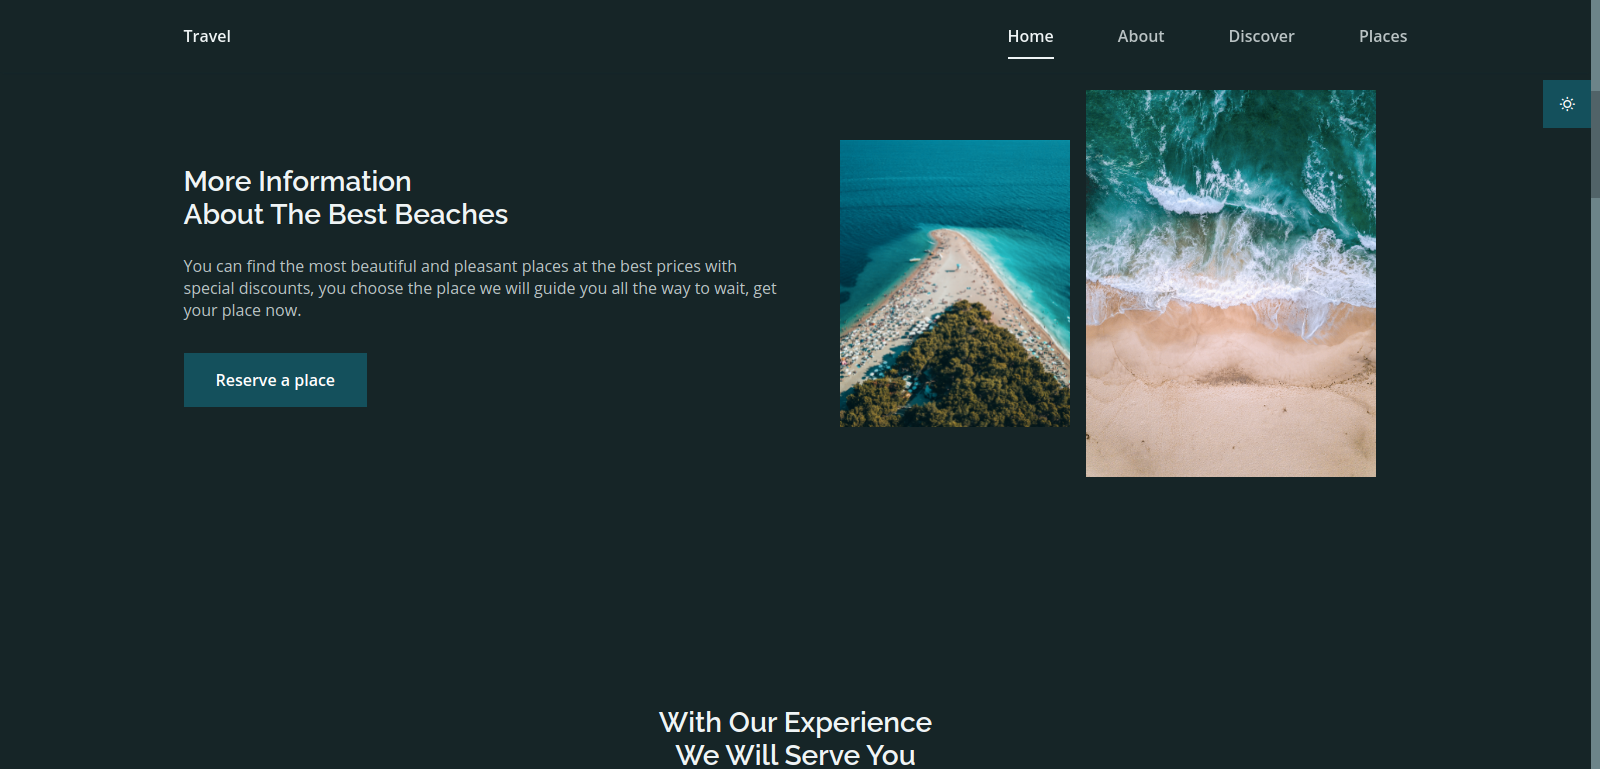 Travel
Home
About
Discover
Places
More Information
About The Best Beaches
You can find the most beautiful and pleasant places at the best prices with
special discounts, you choose the place we will guide you all the way to wait, get
your place now.
Reserve a place
With Our Experience
We Will Serve You